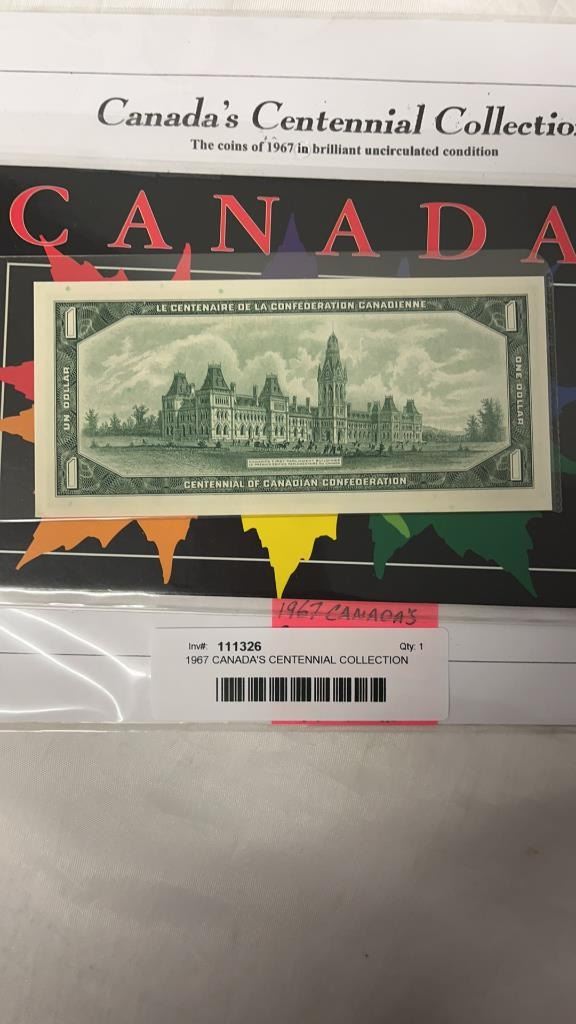 Canada's Centennial Collectio
The coins of 1967 in brilliant uncirculated condition
CANADA
1
LE CENTENAIRE DE LA CONFEDERATION CANADIENNE
1
UN DOLLAR
ONE DOLLAR
1
CENTENNIAL OF CANADIAN CONFEDERATION
1
1967 CANADA'S
Inv#: 111326 Qty: 1
1967 CANADA'S CENTENNIAL COLLECTION